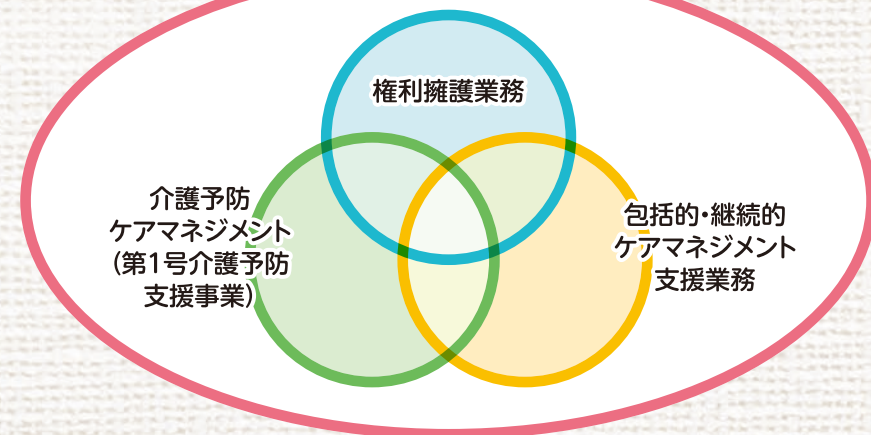 権利擁護業務
介護予防
ケアマネジメント
(第1号介護予防
支援事業)
包括的・継続的
ケアマネジメント
支援業務